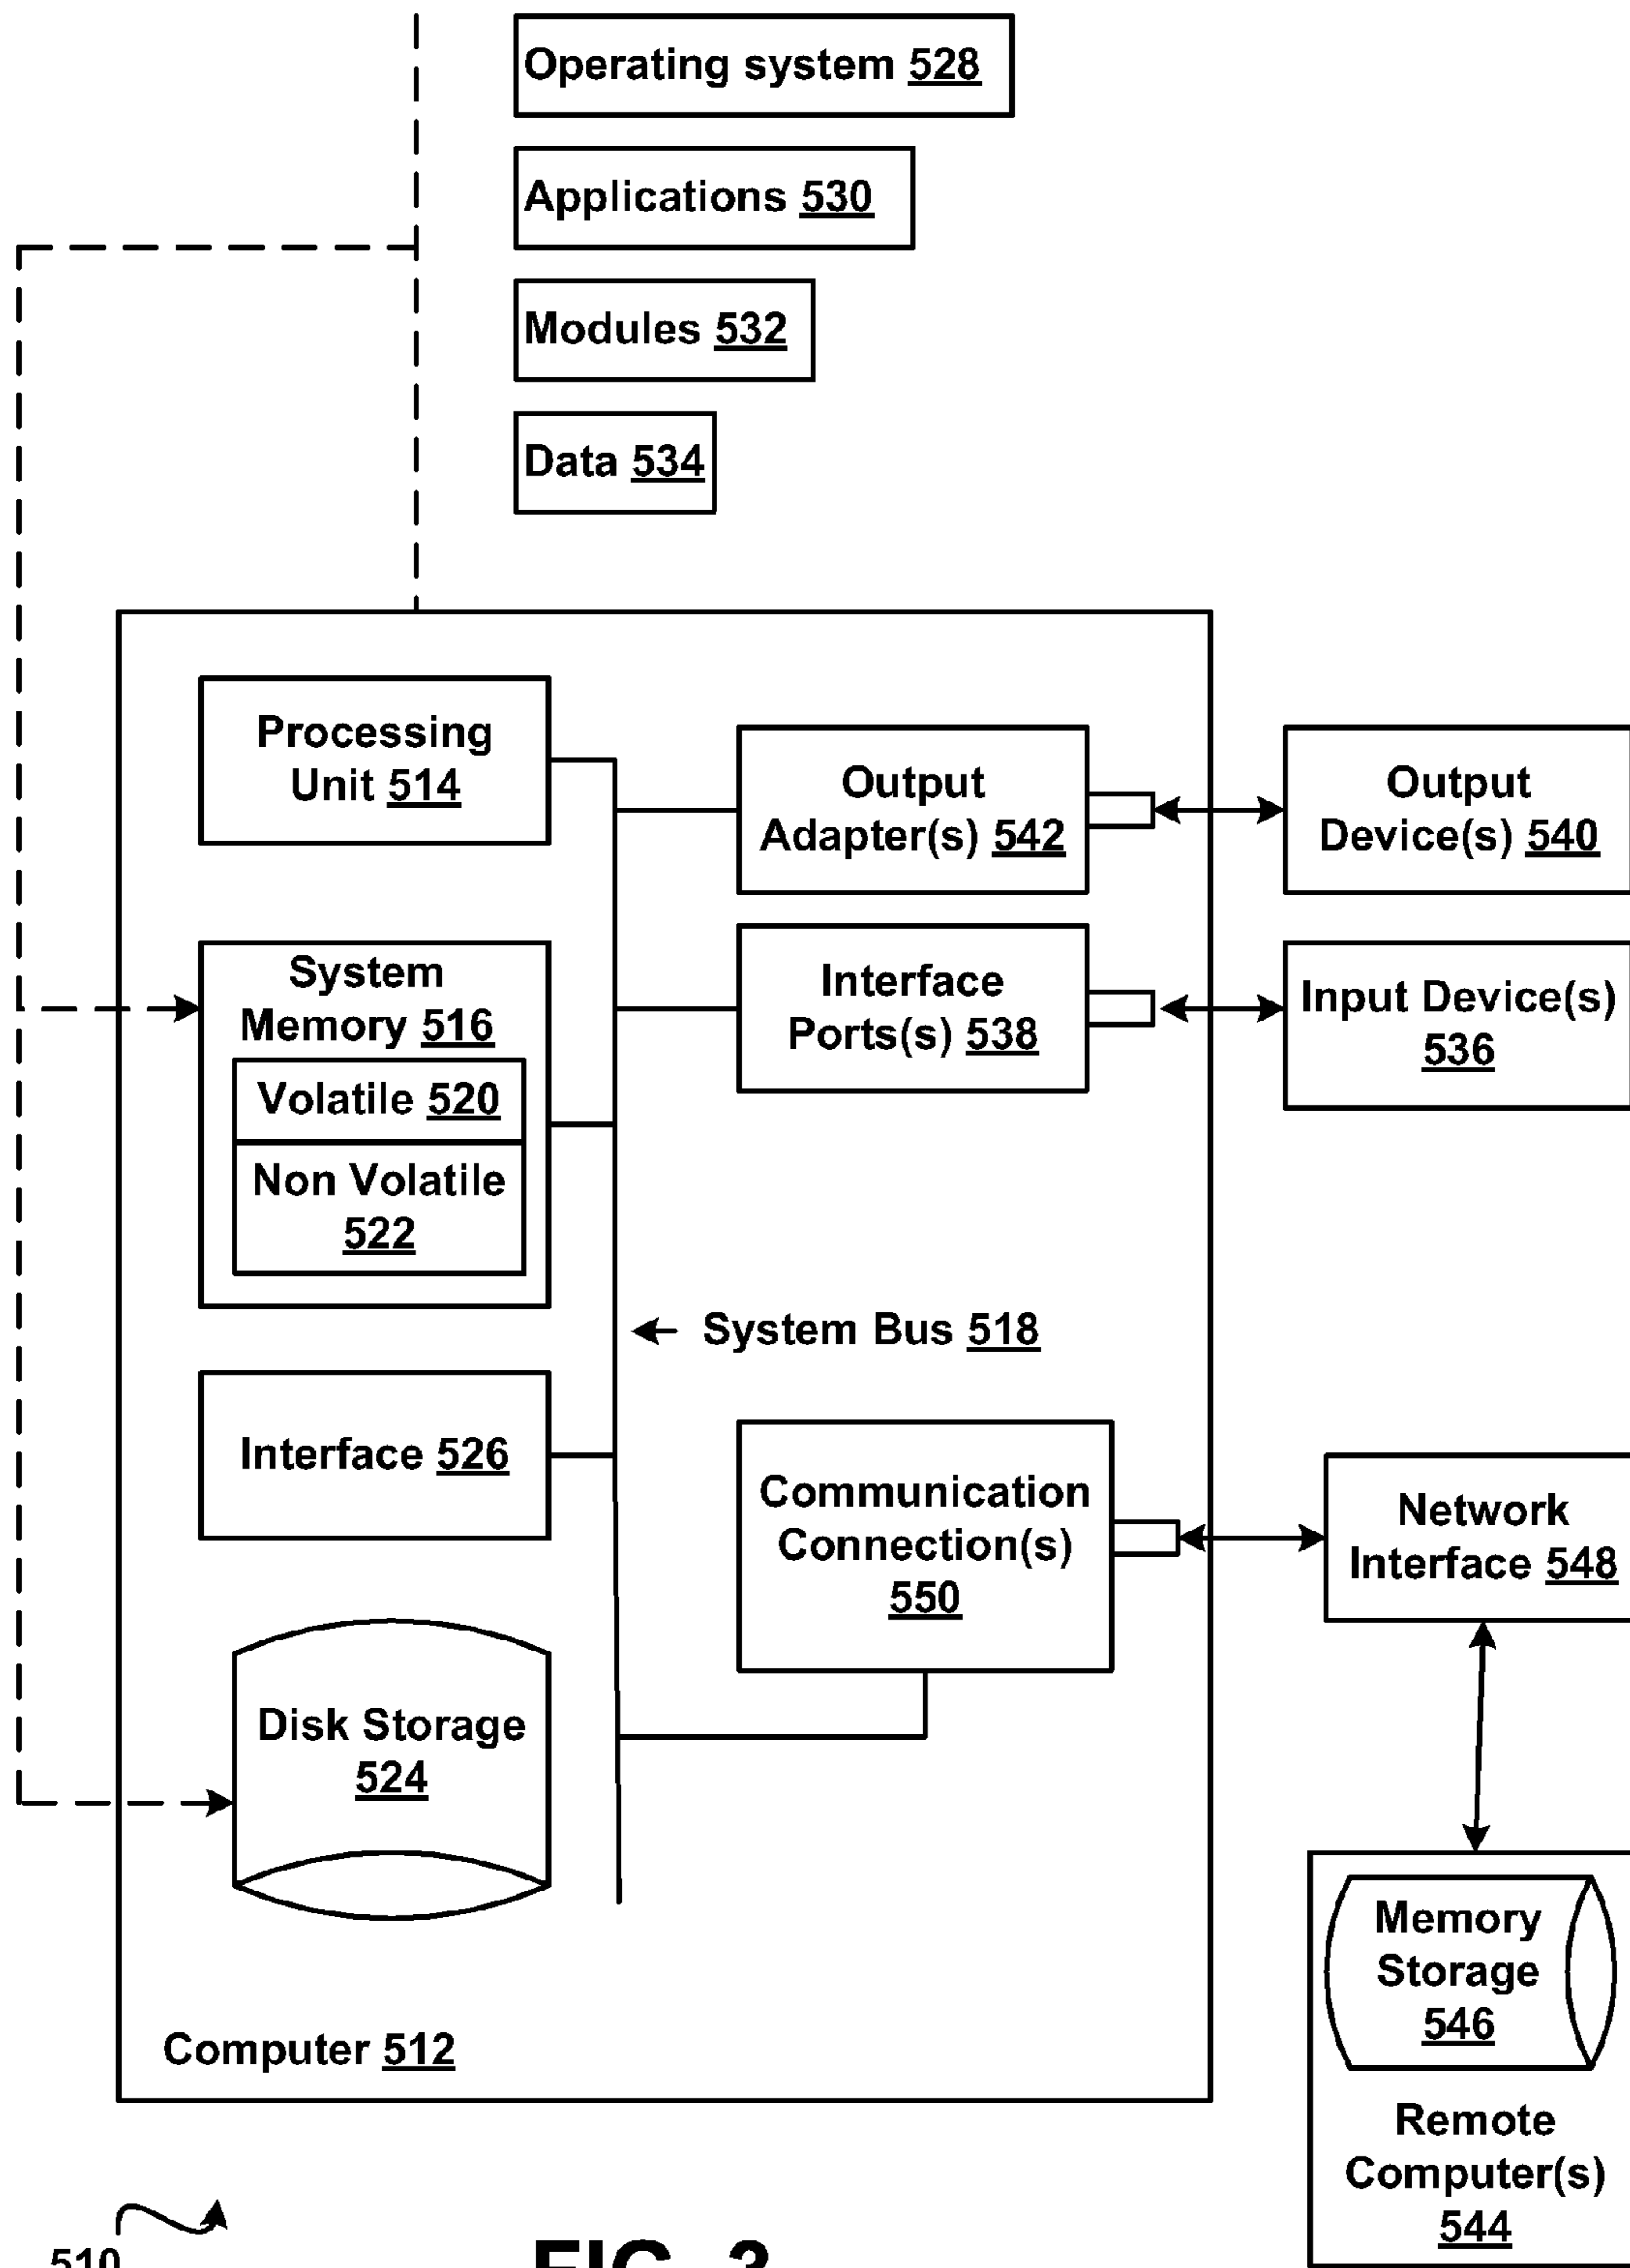 Operating system 528
Applications 530
Modules 532
Data 534
Processing
Unit 514
Output
Adapter(s) 542
Output
Device(s) 540
System
Memory 516
Volatile 520
Non Volatile
522
Interface
Ports(s) 538
Input Device(s)
536
System Bus 518
Interface 526
Communication
Connection(s)
550
Network
Interface 548
Disk Storage
524
Memory
Storage
546
Remote
Computer(s)
544
Computer 512
510
FIG. 3